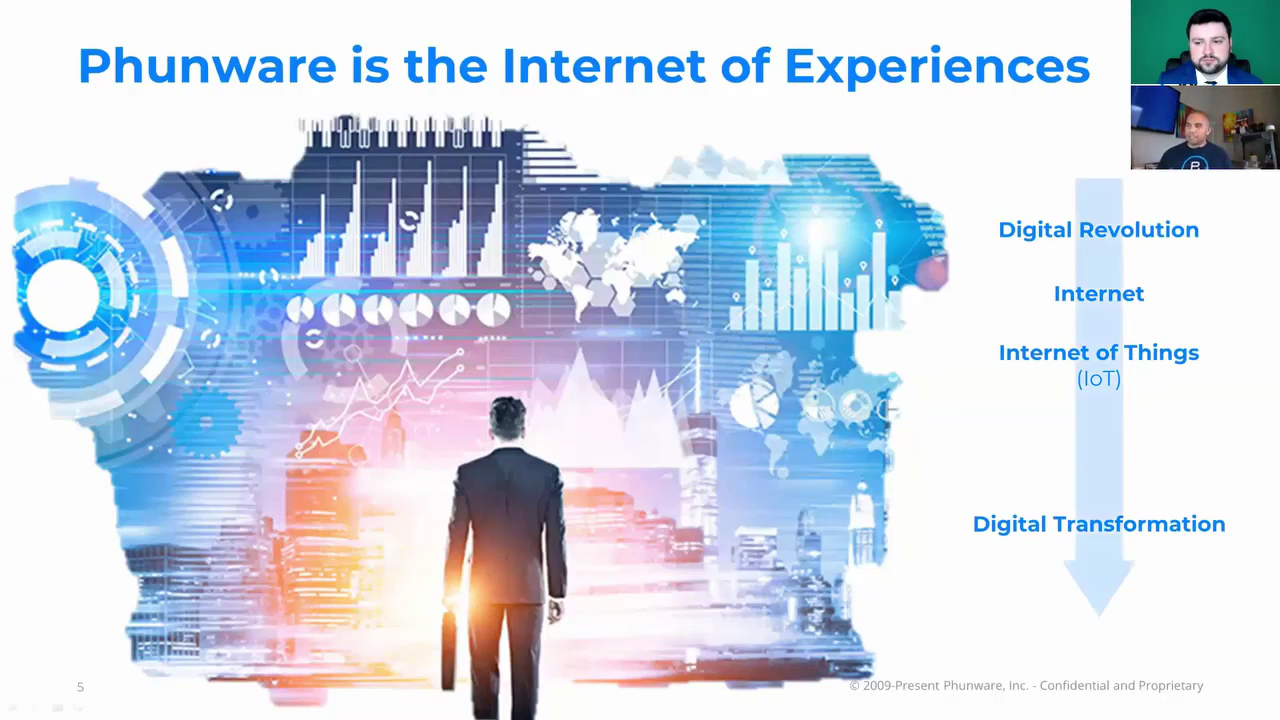 Phunware is the Internet of Experiences
Digital Revolution
Internet
Internet of Things
(IoT)
Digital Transformation
5
© 2009-Present Phunware, Inc. - Confidential and Proprietary